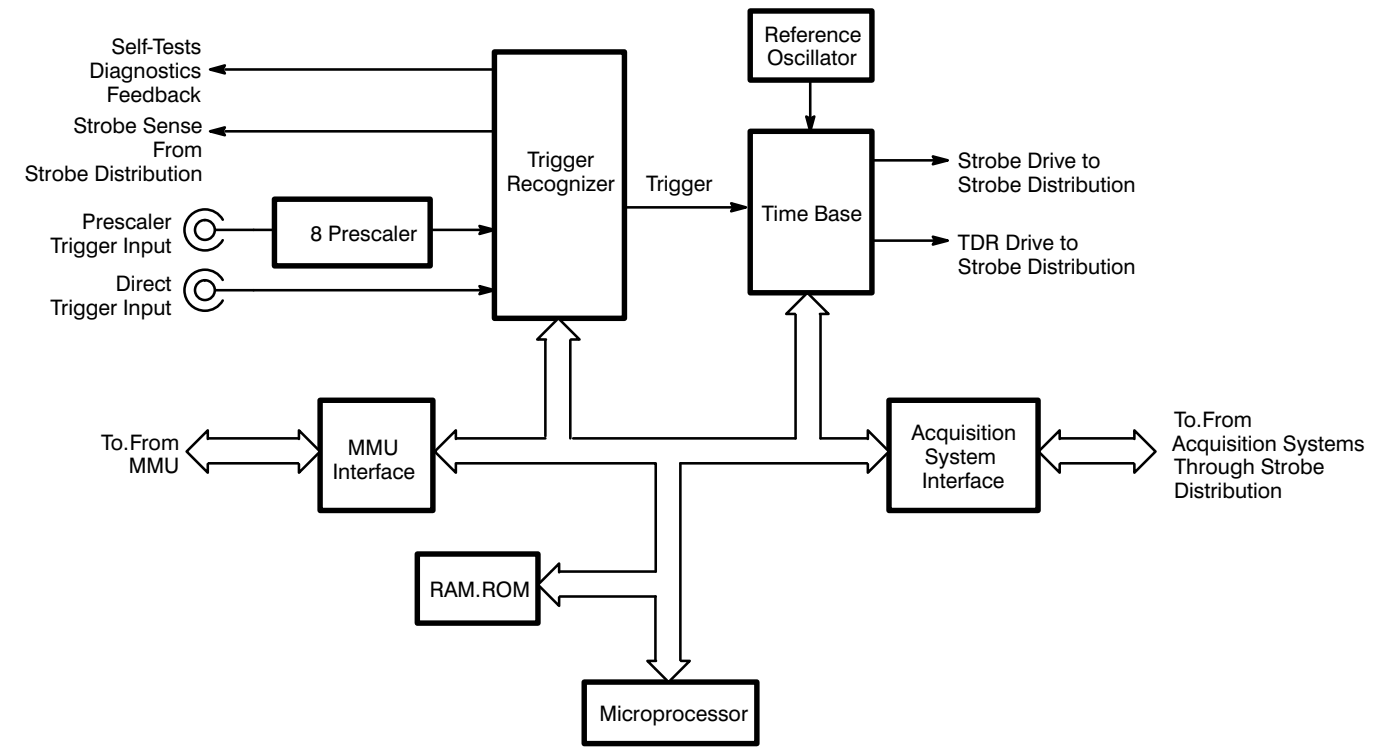 Self-Tests
Diagnostics
Feedback
Strobe Sense
From
Strobe Distribution
Prescaler
Trigger Input
8 Prescaler
Direct
Trigger Input
Trigger
Recognizer
Trigger
Reference
Oscillator
Time Base
Strobe Drive to
Strobe Distribution
TDR Drive to
Strobe Distribution
To.From
MMU
MMU
Interface
Acquisition
System
Interface
To.From
Acquisition Systems
Through Strobe
Distribution
RAM.ROM
Microprocessor